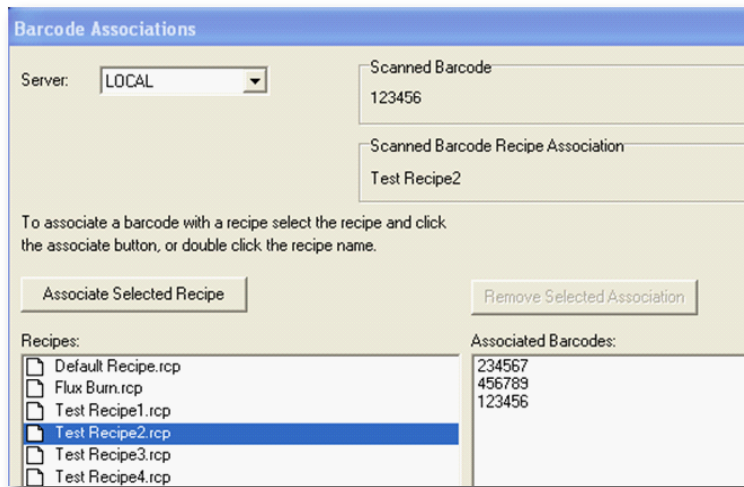 Barcode Associations
Server:
LOCAL
Scanned Barcode
123456
Scanned Barcode Recipe Association
Test Recipe2
To associate a barcode with a recipe select the recipe and click
the associate button, or double click the recipe name.
Associate Selected Recipe
Remove Selected Association
Recipes:
Default Recipe.rcp
Flux Burn.rcp
Test Recipe1.rcp
Test Recipe2.rcp
Test Recipe3.rcp
Test Recipe4.rcp
Associated Barcodes:
234567
456789
123456